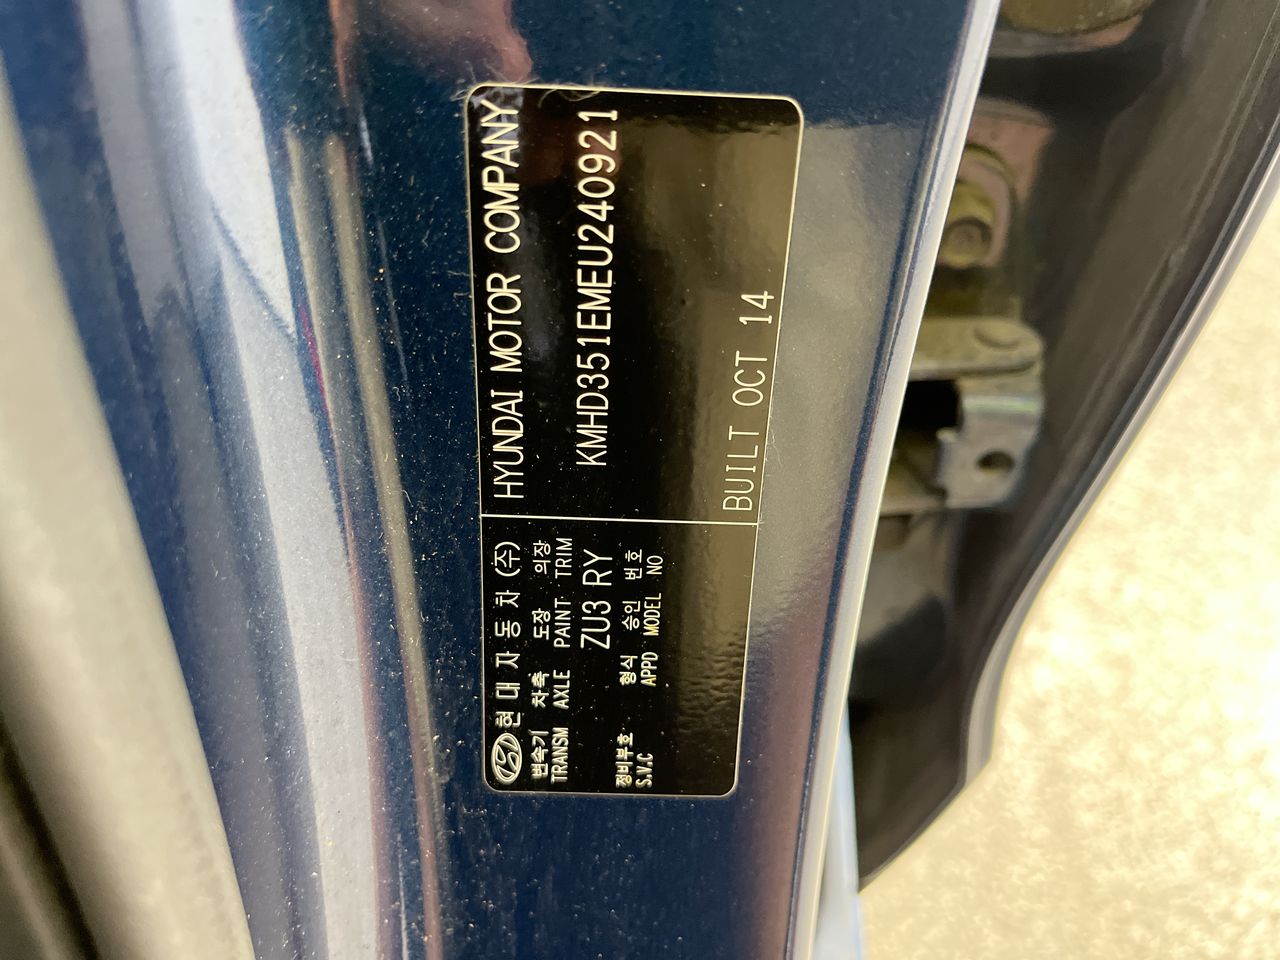 현대자동차(주) HYUNDAI MOTOR COMPANY
변속기 차축 도장 의장
TRANSM AXLE PAINT TRIM
ZU3 RY KMHD351EMEU240921
정비부호 형식 승인 번호
S.V.C APPD MODEL NO
BUILT OCT 14